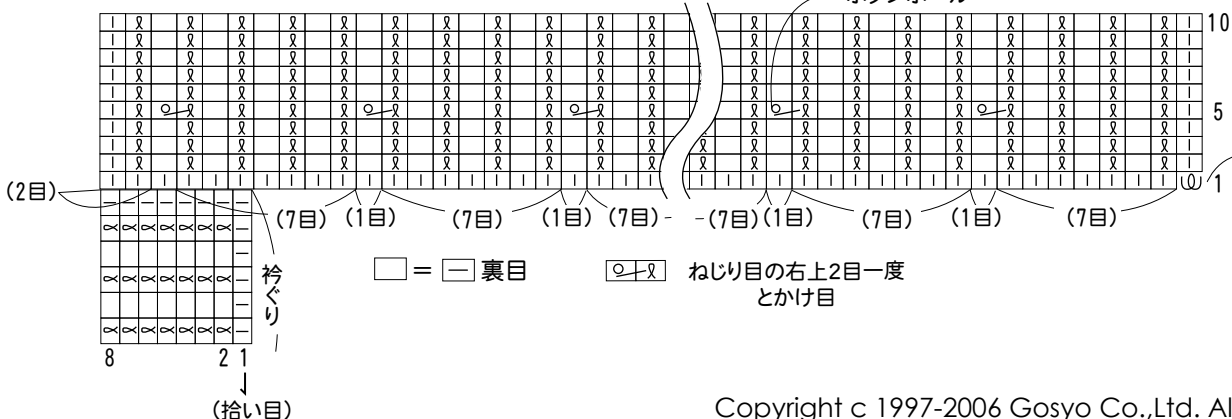 10
5
1
(2目)
(7目) (1目) (7目) (1目) (7目) - - (7目) (1目) (7目) (1目) (7目)
衿ぐり
□ = 裏目
ねじり目の右上2目一度
とかけ目
8 2 1
(拾い目)
Copyright c 1997-2006 Gosyo Co.,Ltd. Al